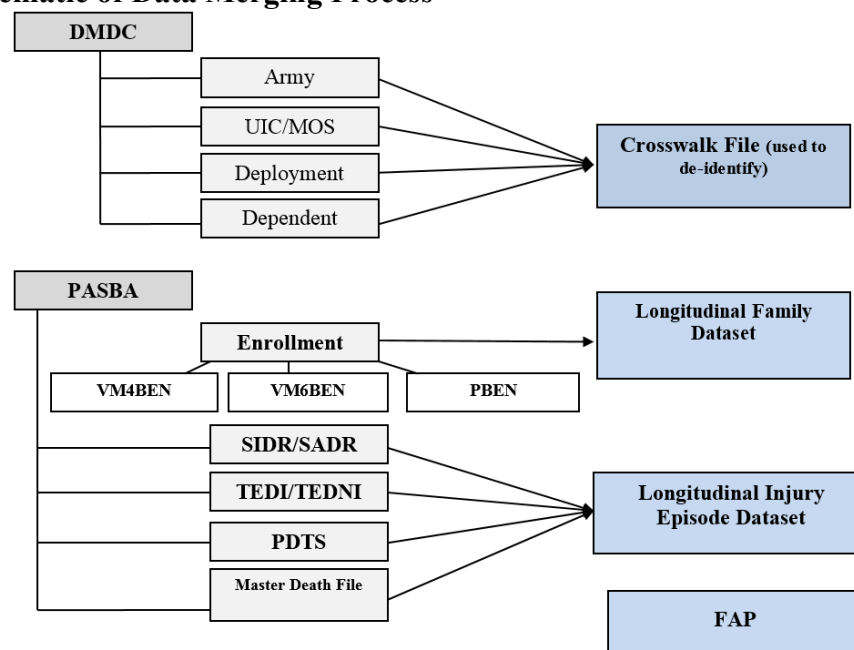 ematic of Data Merging Process
DMDC
Army
UIC/MOS
Deployment
Dependent
Crosswalk File (used to
de-identify)
PASBA
Enrollment
VM4BEN
VM6BEN
PBEN
Longitudinal Family
Dataset
SIDR/SADR
TEDI/TEDNI
PDTS
Master Death File
Longitudinal Injury
Episode Dataset
FAP